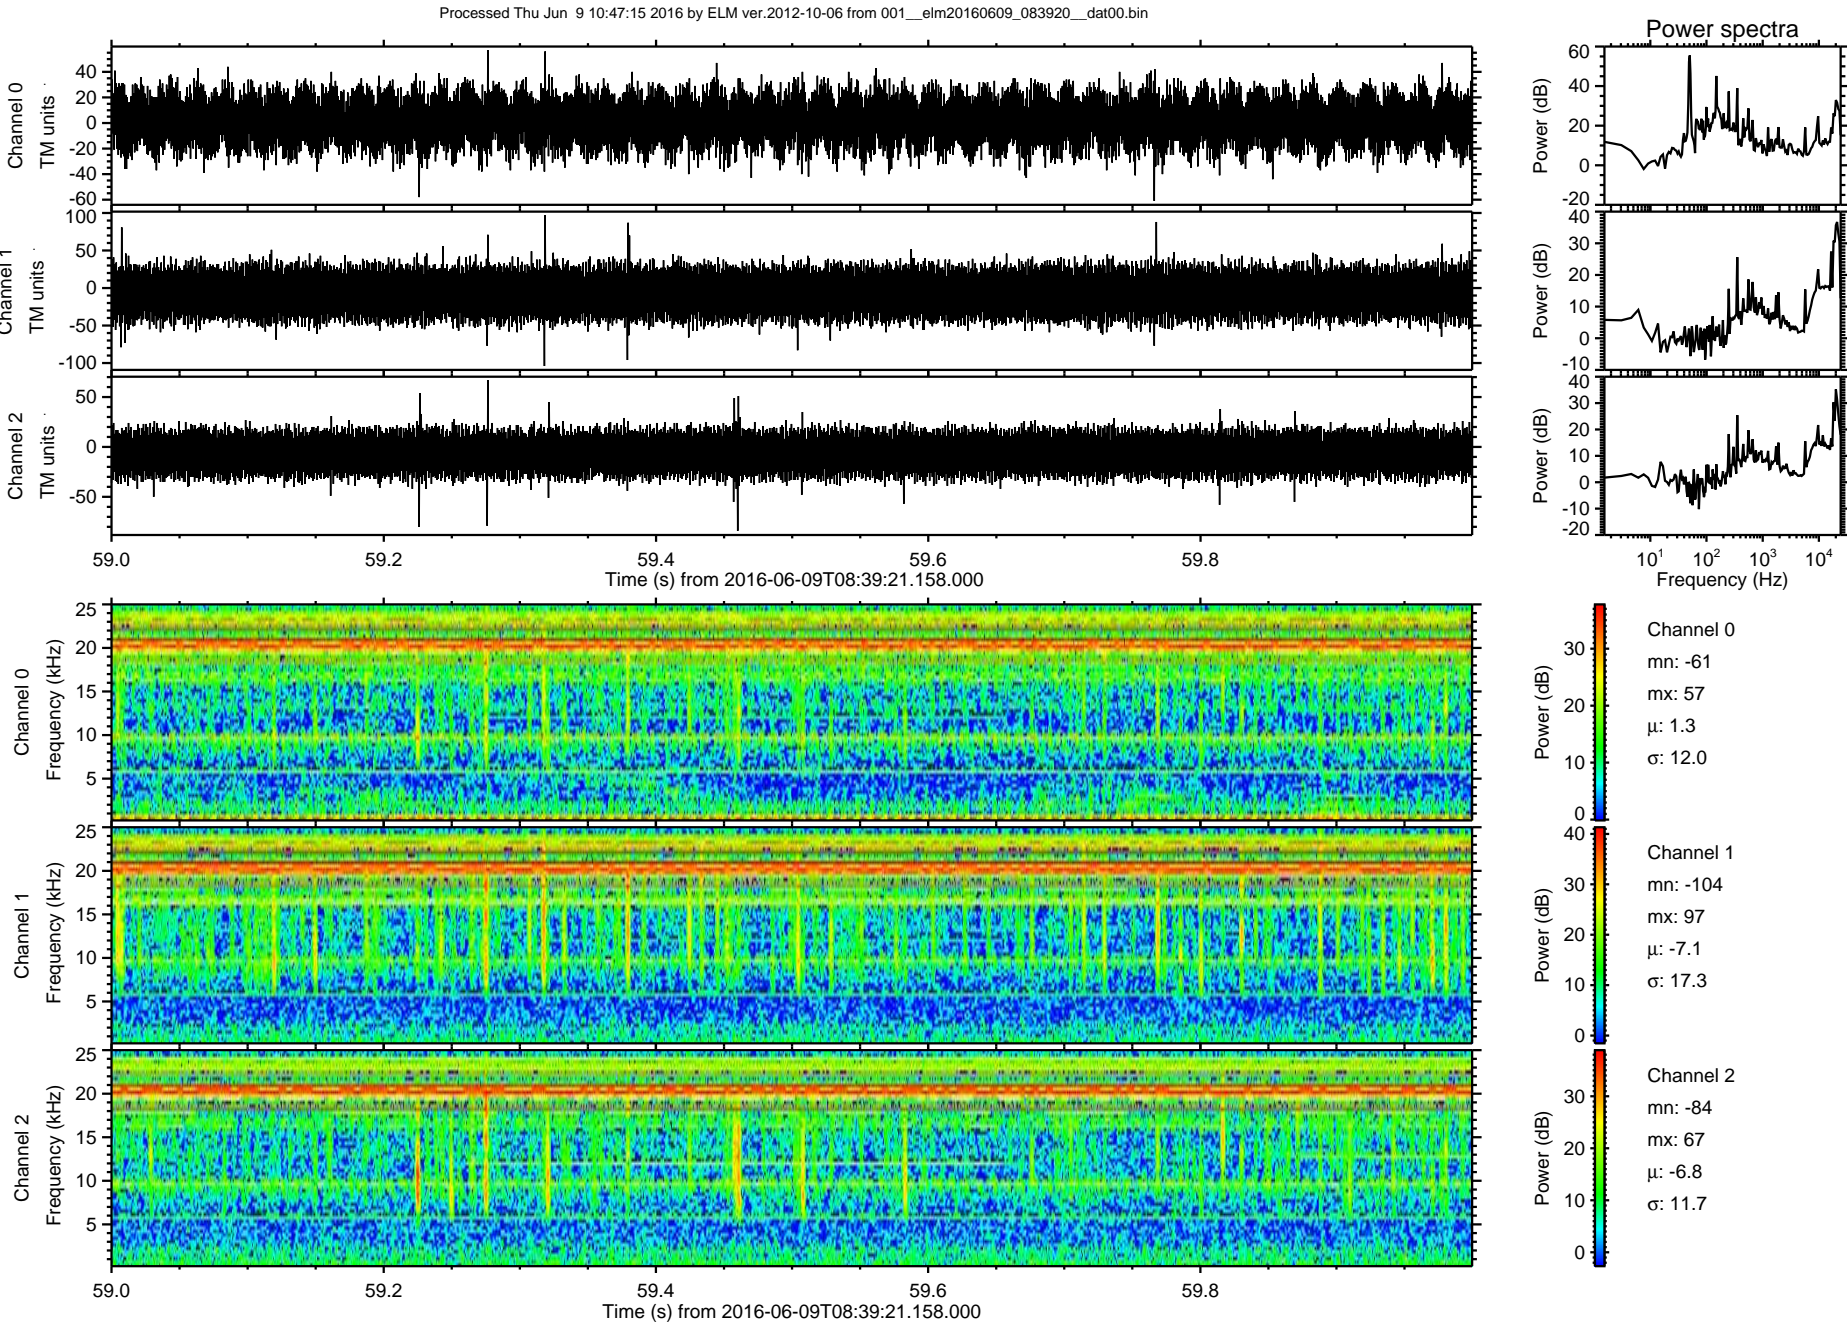 Processed Thu Jun  9 10:47:15 2016 by ELM ver.2012-10-06 from 001__elm20160609_083920__dat00.bin
Power spectra
Channel 0
TM units
40
20
0
-20
-40
-60
Power (dB)
60
40
20
0
-20
Channel 1
TM units
100
50
0
-50
-100
Power (dB)
40
30
20
10
0
-10
Channel 2
TM units
50
0
-50
Power (dB)
40
30
20
10
0
-10
-20
59.0 59.2 59.4 59.6 59.8
Time (s) from 2016-06-09T08:39:21.158.000
10¹ 10² 10³ 10⁴
Frequency (Hz)
Channel 0
Frequency (kHz)
25
20
15
10
5
Power (dB)
30
20
10
0
Channel 0
mn: -61
mx: 57
μ: 1.3
σ: 12.0
Channel 1
Frequency (kHz)
25
20
15
10
5
Power (dB)
40
30
20
10
0
Channel 1
mn: -104
mx: 97
μ: -7.1
σ: 17.3
Channel 2
Frequency (kHz)
25
20
15
10
5
Power (dB)
30
20
10
0
Channel 2
mn: -84
mx: 67
μ: -6.8
σ: 11.7
59.0 59.2 59.4 59.6 59.8
Time (s) from 2016-06-09T08:39:21.158.000